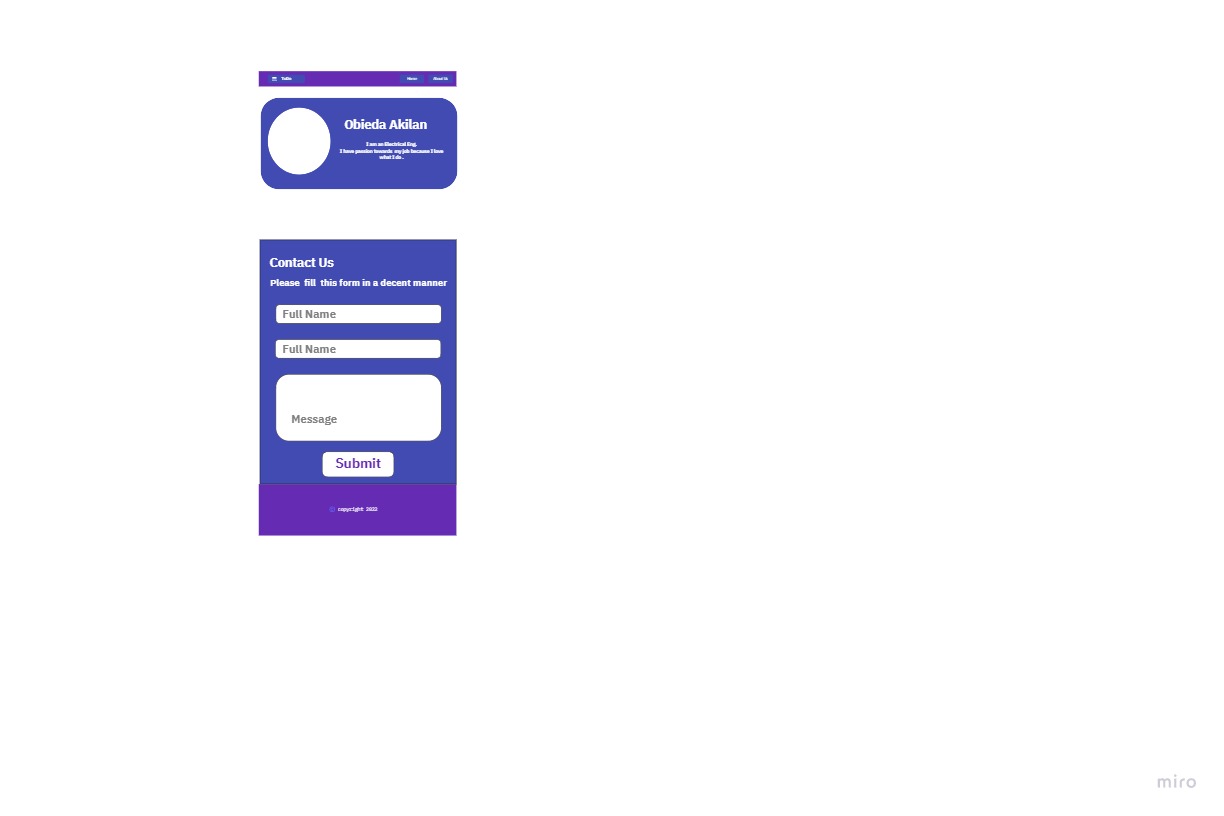 ToDo
Home
About Us
Obieda Akilan
I am an Electrical Eng.
I have passion towards my job because I love
what I do .
Contact Us
Please fill this form in a decent manner
Full Name
Full Name
Message
Submit
copyright 2022
miro